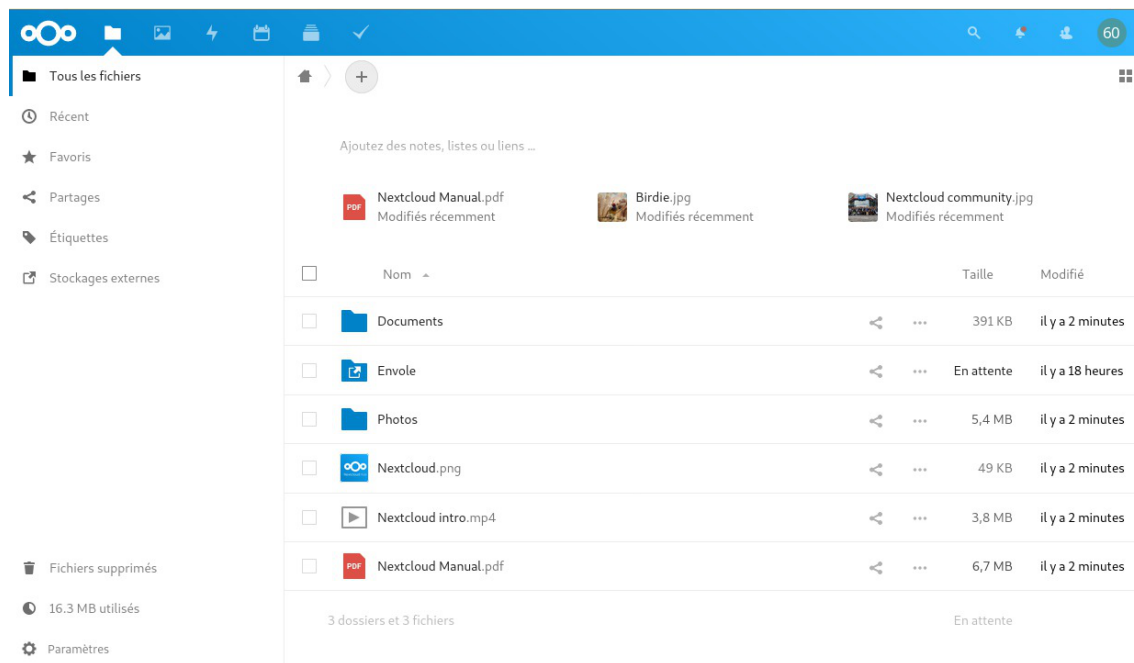 60
Tous les fichiers
Récent
Favoris
Partages
Étiquettes
Stockages externes
Fichiers supprimés
16.3 MB utilisés
Paramètres
Ajoutez des notes, listes ou liens ...
Nextcloud Manual.pdf
Modifiés récemment
Birdie.jpg
Modifiés récemment
Nextcloud community.jpg
Modifiés récemment
Nom Taille Modifié
Documents 391 KB il y a 2 minutes
Envole En attente il y a 18 heures
Photos 5,4 MB il y a 2 minutes
Nextcloud.png 49 KB il y a 2 minutes
Nextcloud intro.mp4 3,8 MB il y a 2 minutes
PDF Nextcloud Manual.pdf 6,7 MB il y a 2 minutes
3 dossiers et 3 fichiers En attente